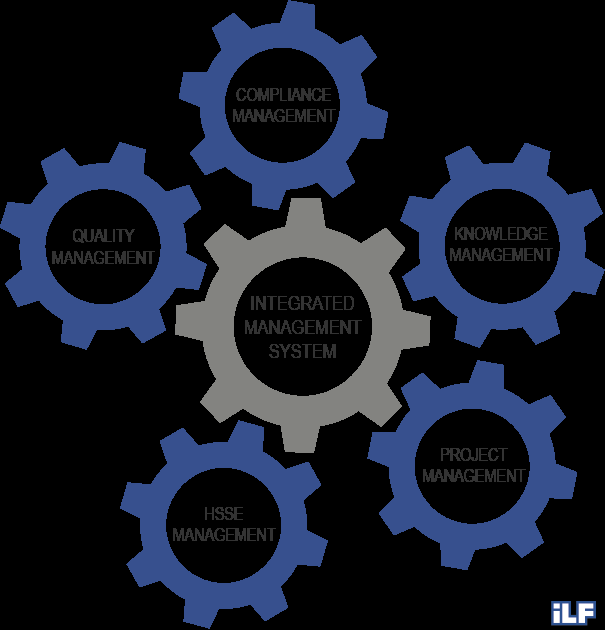 COMPLIANCE
MANAGEMENT
QUALITY
MANAGEMENT
KNOWLEDGE
MANAGEMENT
INTEGRATED
MANAGEMENT
SYSTEM
PROJECT
MANAGEMENT
HSSE
MANAGEMENT
iLF